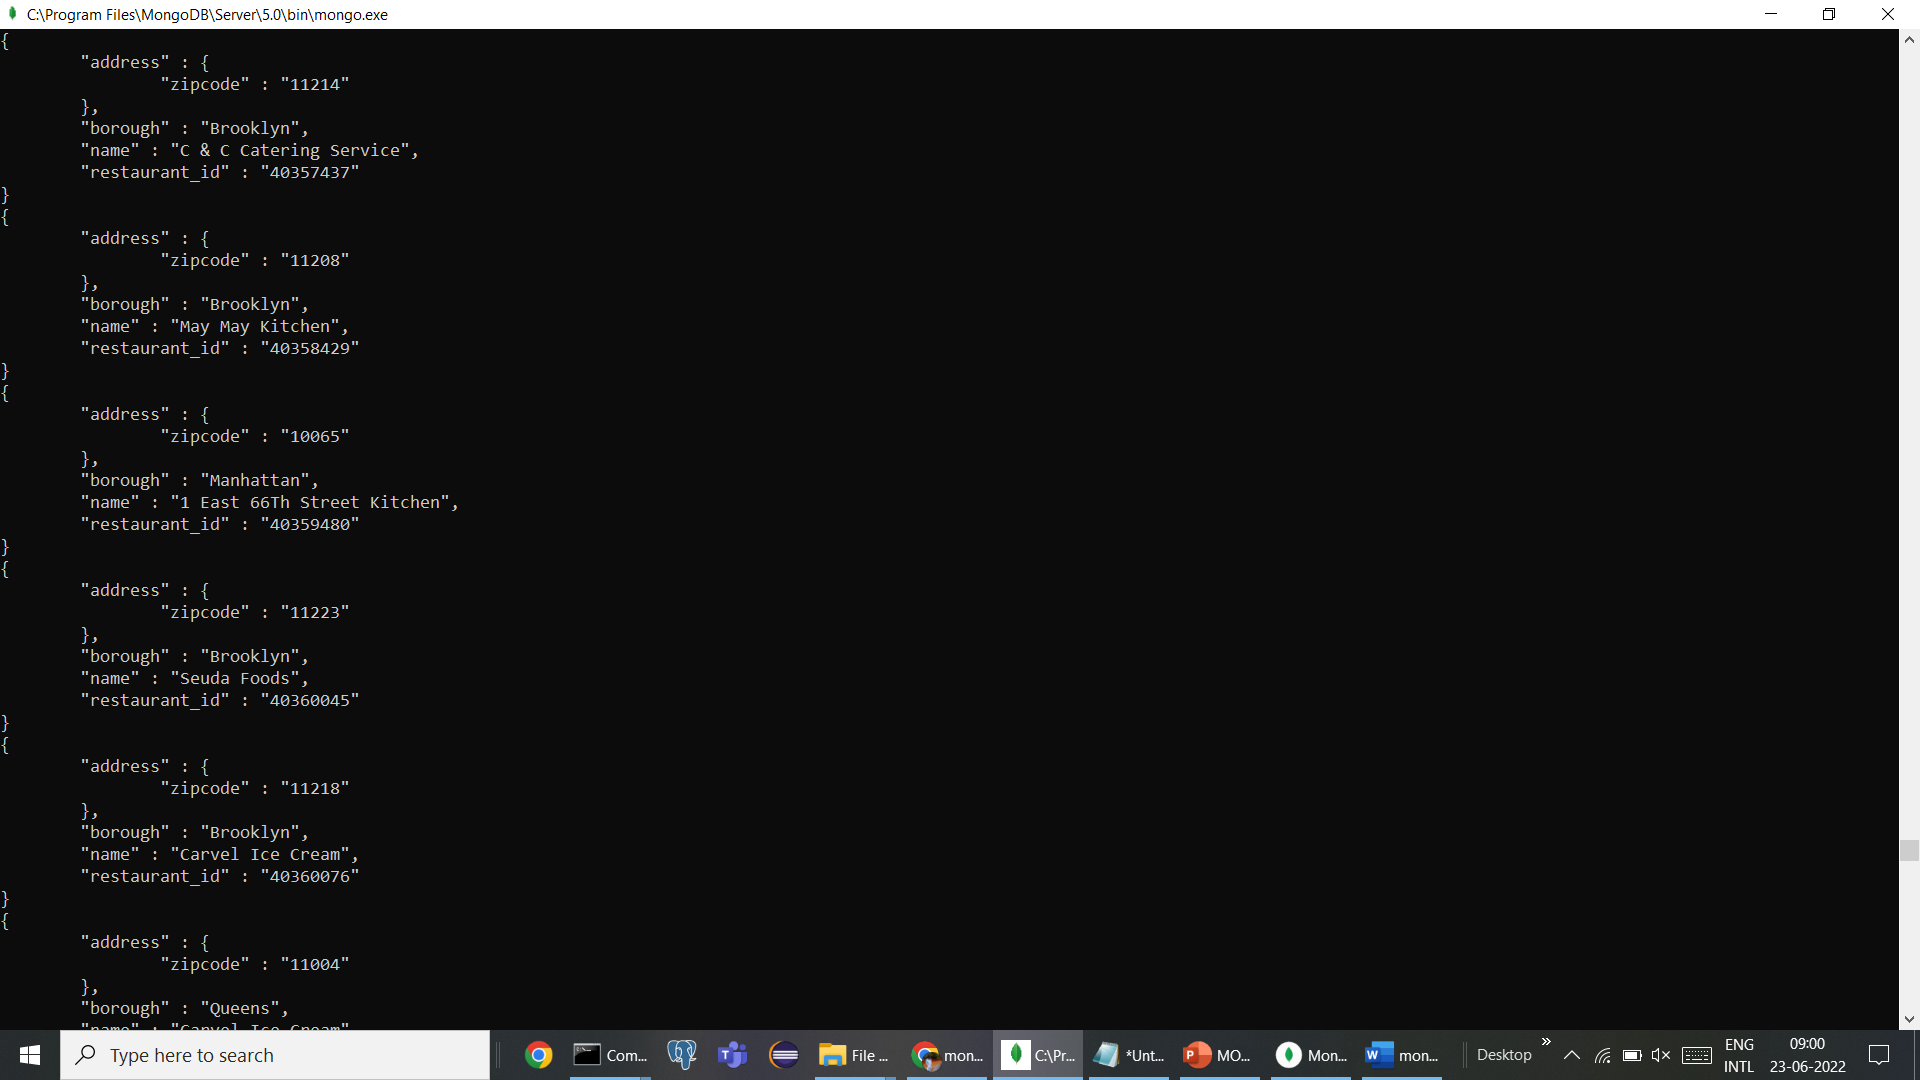 C:\Program Files\MongoDB\Server\5.0\bin\mongo.exe
{
"address" : {
"zipcode" : "11214"
},
"borough" : "Brooklyn",
"name" : "C & C Catering Service",
"restaurant_id" : "40357437"
}
{
"address" : {
"zipcode" : "11208"
},
"borough" : "Brooklyn",
"name" : "May May Kitchen",
"restaurant_id" : "40358429"
}
{
"address" : {
"zipcode" : "10065"
},
"borough" : "Manhattan",
"name" : "1 East 66Th Street Kitchen",
"restaurant_id" : "40359480"
}
{
"address" : {
"zipcode" : "11223"
},
"borough" : "Brooklyn",
"name" : "Seuda Foods",
"restaurant_id" : "40360045"
}
{
"address" : {
"zipcode" : "11218"
},
"borough" : "Brooklyn",
"name" : "Carvel Ice Cream",
"restaurant_id" : "40360076"
}
{
"address" : {
"zipcode" : "11004"
},
"borough" : "Queens",
"name" : "Carvel Ice Cream"
Type here to search
Com...
File ...
mon...
C:\Pr...
*Unt...
MO...
Mon...
mon...
Desktop
ENG
INTL
09:00
23-06-2022